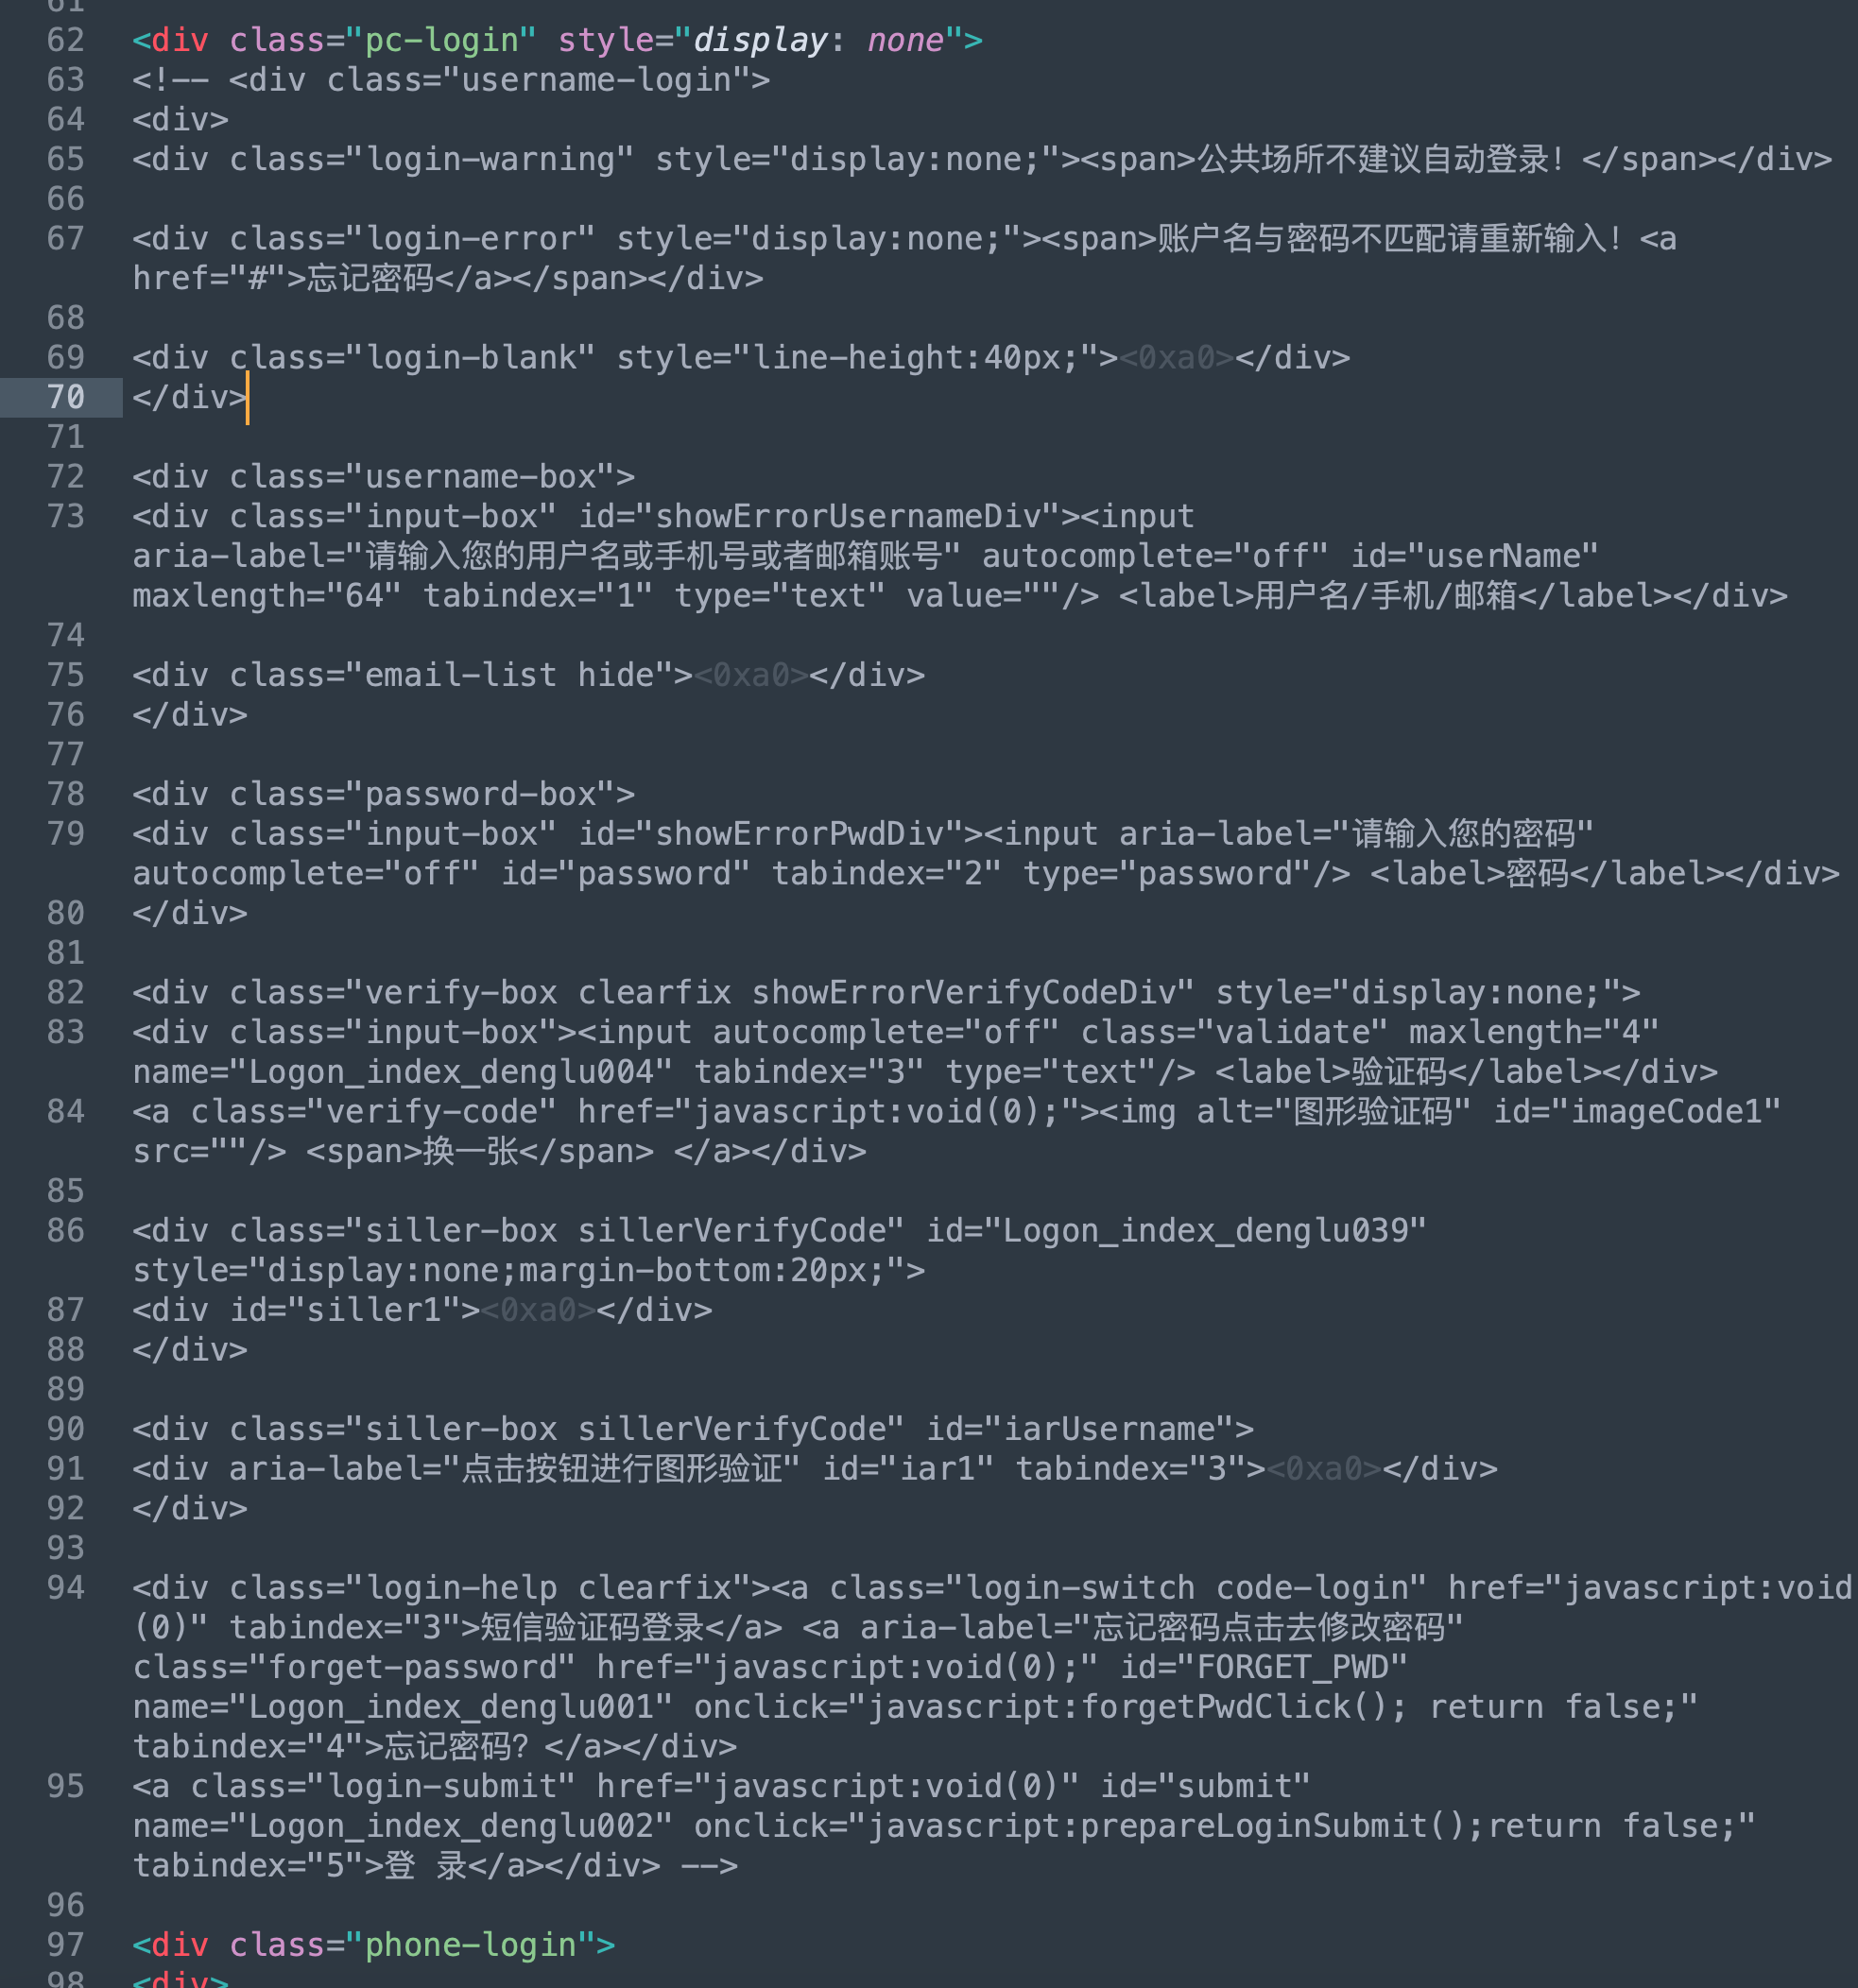 61
62 <div class="pc-login" style="display: none">
63 <!-- <div class="username-login">
64 <div>
65 <div class="login-warning" style="display:none;"><span>公共场所不建议自动登录！</span></div>
66
67 <div class="login-error" style="display:none;"><span>账户名与密码不匹配请重新输入！<a
href="#">忘记密码</a></span></div>
68
69 <div class="login-blank" style="line-height:40px;"><0xa0></div>
70 </div>
71
72 <div class="username-box">
73 <div class="input-box" id="showErrorUsernameDiv"><input
aria-label="请输入您的用户名或手机号或者邮箱账号" autocomplete="off" id="userName"
maxlength="64" tabindex="1" type="text" value=""/> <label>用户名/手机/邮箱</label></div>
74
75 <div class="email-list hide"><0xa0></div>
76 </div>
77
78 <div class="password-box">
79 <div class="input-box" id="showErrorPwdDiv"><input aria-label="请输入您的密码"
autocomplete="off" id="password" tabindex="2" type="password"/> <label>密码</label></div>
80 </div>
81
82 <div class="verify-box clearfix showErrorVerifyCodeDiv" style="display:none;">
83 <div class="input-box"><input autocomplete="off" class="validate" maxlength="4"
name="Logon_index_denglu004" tabindex="3" type="text"/> <label>验证码</label></div>
84 <a class="verify-code" href="javascript:void(0);"><img alt="图形验证码" id="imageCode1"
src=""/> <span>换一张</span> </a></div>
85
86 <div class="siller-box sillerVerifyCode" id="Logon_index_denglu039"
style="display:none;margin-bottom:20px;">
87 <div id="siller1"><0xa0></div>
88 </div>
89
90 <div class="siller-box sillerVerifyCode" id="iarUsername">
91 <div aria-label="点击按钮进行图形验证" id="iar1" tabindex="3"><0xa0></div>
92 </div>
93
94 <div class="login-help clearfix"><a class="login-switch code-login" href="javascript:void
(0)" tabindex="3">短信验证码登录</a> <a aria-label="忘记密码点击去修改密码"
class="forget-password" href="javascript:void(0);" id="FORGET_PWD"
name="Logon_index_denglu001" onclick="javascript:forgetPwdClick(); return false;"
tabindex="4">忘记密码？</a></div>
95 <a class="login-submit" href="javascript:void(0)" id="submit"
name="Logon_index_denglu002" onclick="javascript:prepareLoginSubmit();return false;"
tabindex="5">登 录</a></div> -->
96
97 <div class="phone-login">
98 <div>